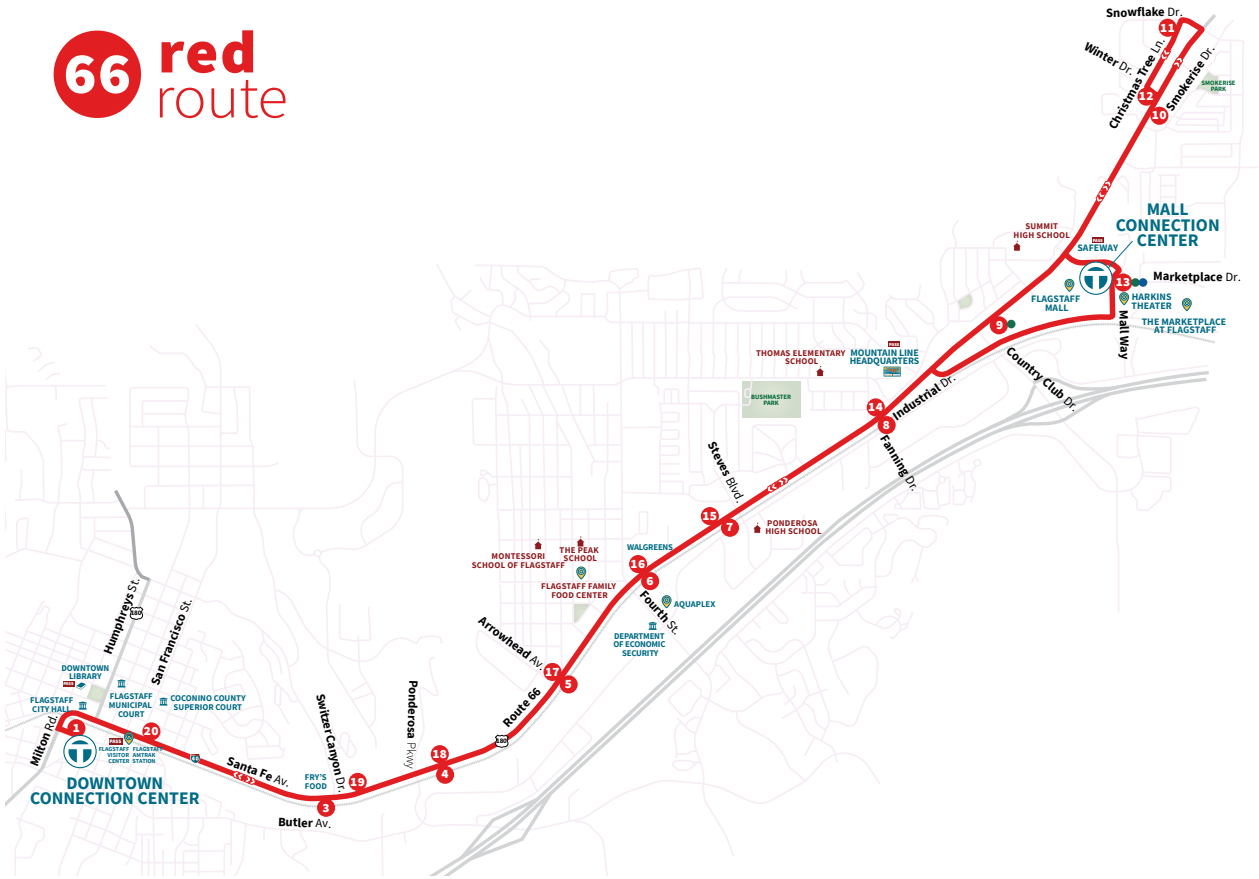 66
red
route
Snowflake Dr.
11
Winter Dr.
Christmas Tree Ln.
Smokerise Dr.
SMOKERISE
PARK
12
10
MALL
CONNECTION
CENTER
SUMMIT
HIGH SCHOOL
PASS
SAFEWAY
13
Marketplace Dr.
FLAGSTAFF
MALL
HARKINS
THEATER
THE MARKETPLACE
AT FLAGSTAFF
Mall Way
9
Country Club Dr.
THOMAS ELEMENTARY
SCHOOL
PASS
MOUNTAIN LINE
HEADQUARTERS
BUSHMASTER
PARK
Industrial Dr.
14
8
Fanning Dr.
Steves Blvd.
15
7
PONDEROSA
HIGH SCHOOL
WALGREENS
MONTESSORI
SCHOOL OF FLAGSTAFF
THE PEAK
SCHOOL
FLAGSTAFF FAMILY
FOOD CENTER
16
6
Fourth St.
AQUAPLEX
DEPARTMENT
OF ECONOMIC
SECURITY
Arrowhead Av.
17
5
Route 66
180
Humphreys St.
180
San Francisco St.
DOWNTOWN
LIBRARY
PASS
FLAGSTAFF
CITY HALL
FLAGSTAFF
MUNICIPAL
COURT
COCONINO COUNTY
SUPERIOR COURT
Milton Rd.
1
20
PASS
FLAGSTAFF
VISITOR
CENTER
FLAGSTAFF
AMTRAK
STATION
DOWNTOWN
CONNECTION CENTER
Santa Fe Av.
FRY'S
FOOD
Switzer Canyon Dr.
3
19
Butler Av.
Ponderosa Pkwy
18
4